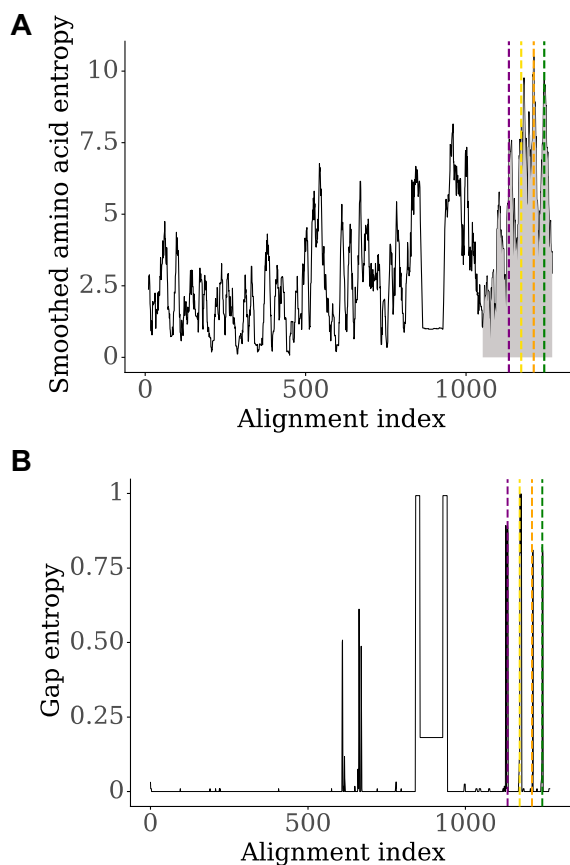 A
Smoothed amino acid entropy
10
7.5
5
2.5
0
0 500 1000
Alignment index
B
Gap entropy
1
0.75
0.50
0.25
0
0 500 1000
Alignment index